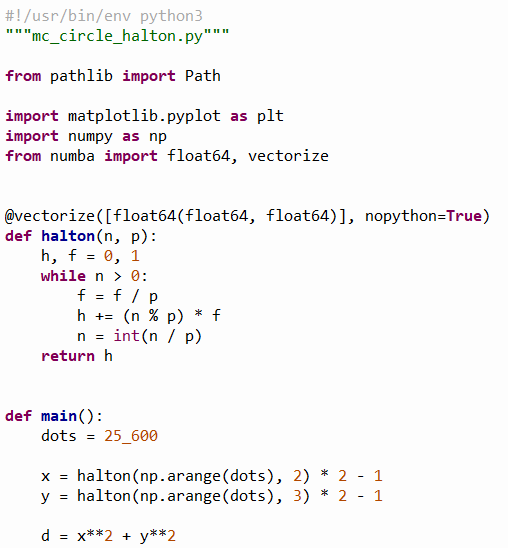 #!/usr/bin/env python3
"""mc_circle_halton.py"""

from pathlib import Path

import matplotlib.pyplot as plt
import numpy as np
from numba import float64, vectorize


@vectorize([float64(float64, float64)], nopython=True)
def halton(n, p):
    h, f = 0, 1
    while n > 0:
        f = f / p
        h += (n % p) * f
        n = int(n / p)
    return h


def main():
    dots = 25_600

    x = halton(np.arange(dots), 2) * 2 - 1
    y = halton(np.arange(dots), 3) * 2 - 1

    d = x**2 + y**2